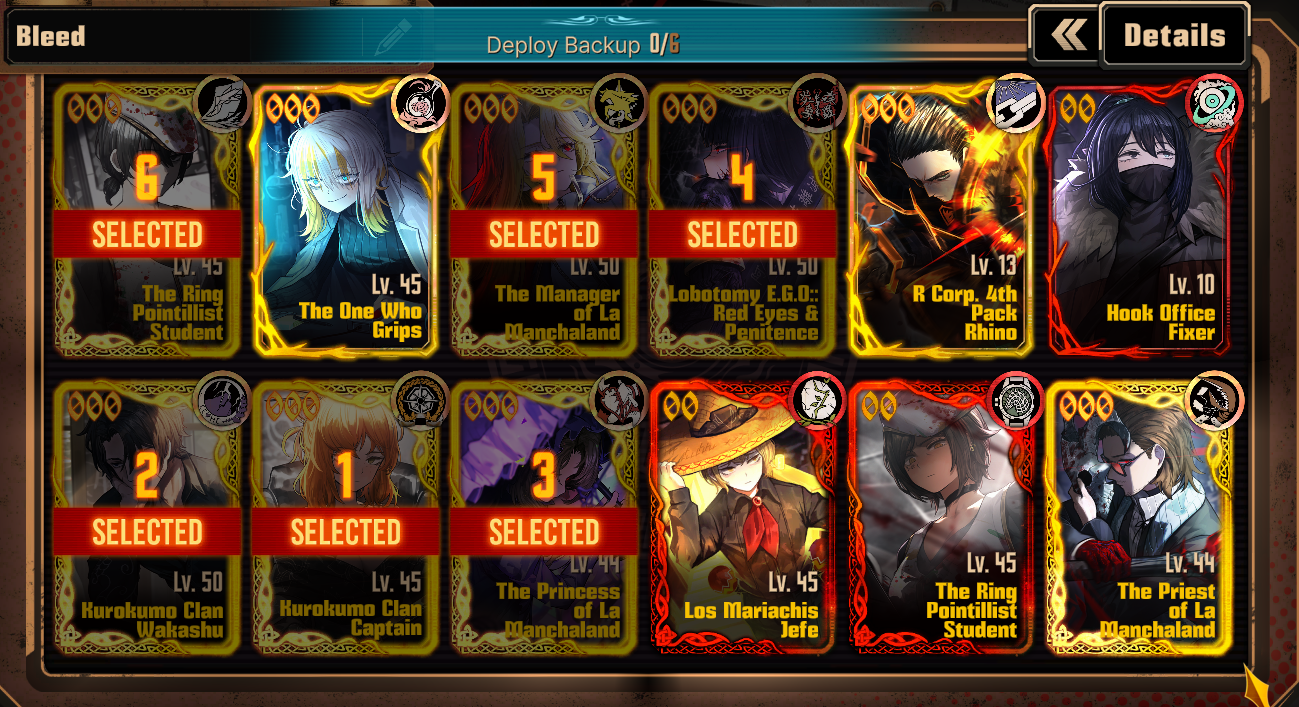 Bleed
Deploy Backup 0/6
Details
6
SELECTED
Lv. 45
The Ring
Pointillist
Student
Lv. 45
The One Who
Grips
5
SELECTED
Lv. 50
The Manager
of La
Manchaland
4
SELECTED
Lv. 50
Lobotomy E.G.O::
Red Eyes &
Penitence
Lv. 13
R Corp. 4th
Pack
Rhino
Lv. 10
Hook Office
Fixer
2
SELECTED
Lv. 50
Kurokumo Clan
Wakashu
1
SELECTED
Lv. 45
Kurokumo Clan
Captain
3
SELECTED
Lv. 44
The Princess
of La
Manchaland
Lv. 45
Los Mariachis
Jefe
Lv. 45
The Ring
Pointillist
Student
Lv. 44
The Priest
of La
Manchaland